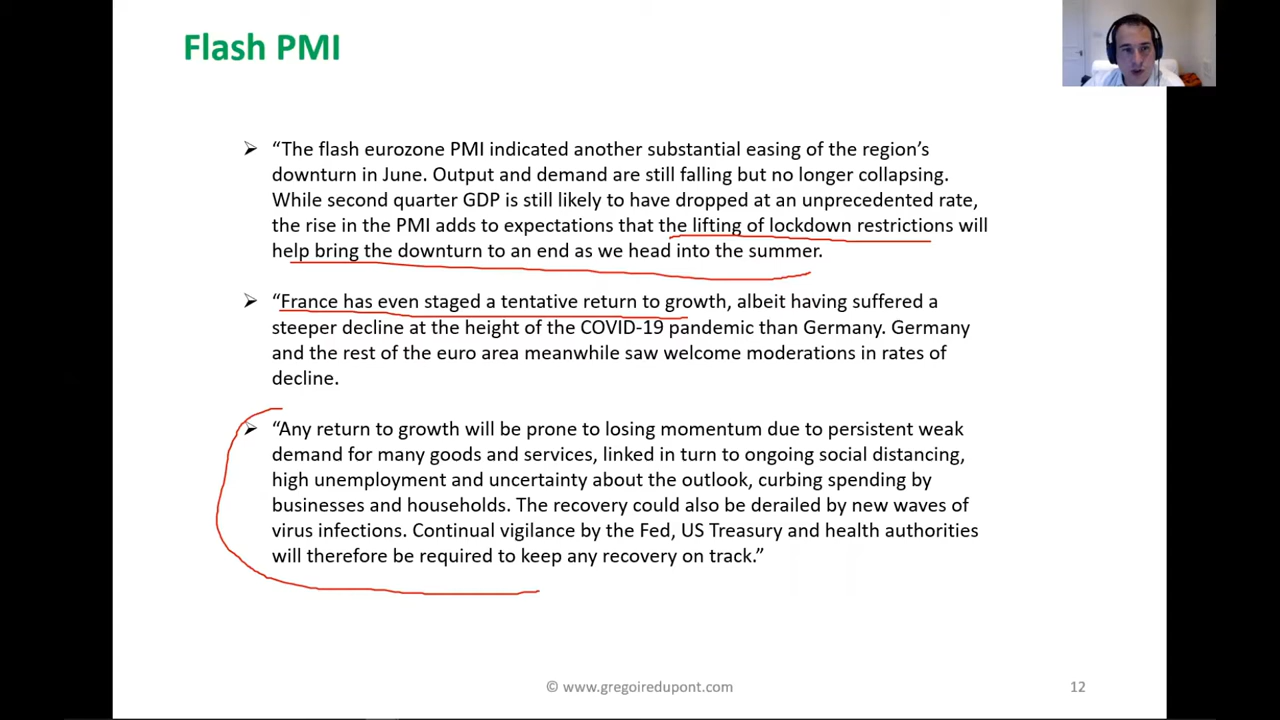 Flash PMI
➢ “The flash eurozone PMI indicated another substantial easing of the region’s
downturn in June. Output and demand are still falling but no longer collapsing.
While second quarter GDP is still likely to have dropped at an unprecedented rate,
the rise in the PMI adds to expectations that the lifting of lockdown restrictions will
help bring the downturn to an end as we head into the summer.
➢ “France has even staged a tentative return to growth, albeit having suffered a
steeper decline at the height of the COVID-19 pandemic than Germany. Germany
and the rest of the euro area meanwhile saw welcome moderations in rates of
decline.
➢ “Any return to growth will be prone to losing momentum due to persistent weak
demand for many goods and services, linked in turn to ongoing social distancing,
high unemployment and uncertainty about the outlook, curbing spending by
businesses and households. The recovery could also be derailed by new waves of
virus infections. Continual vigilance by the Fed, US Treasury and health authorities
will therefore be required to keep any recovery on track.”
© www.gregoiredupont.com
12